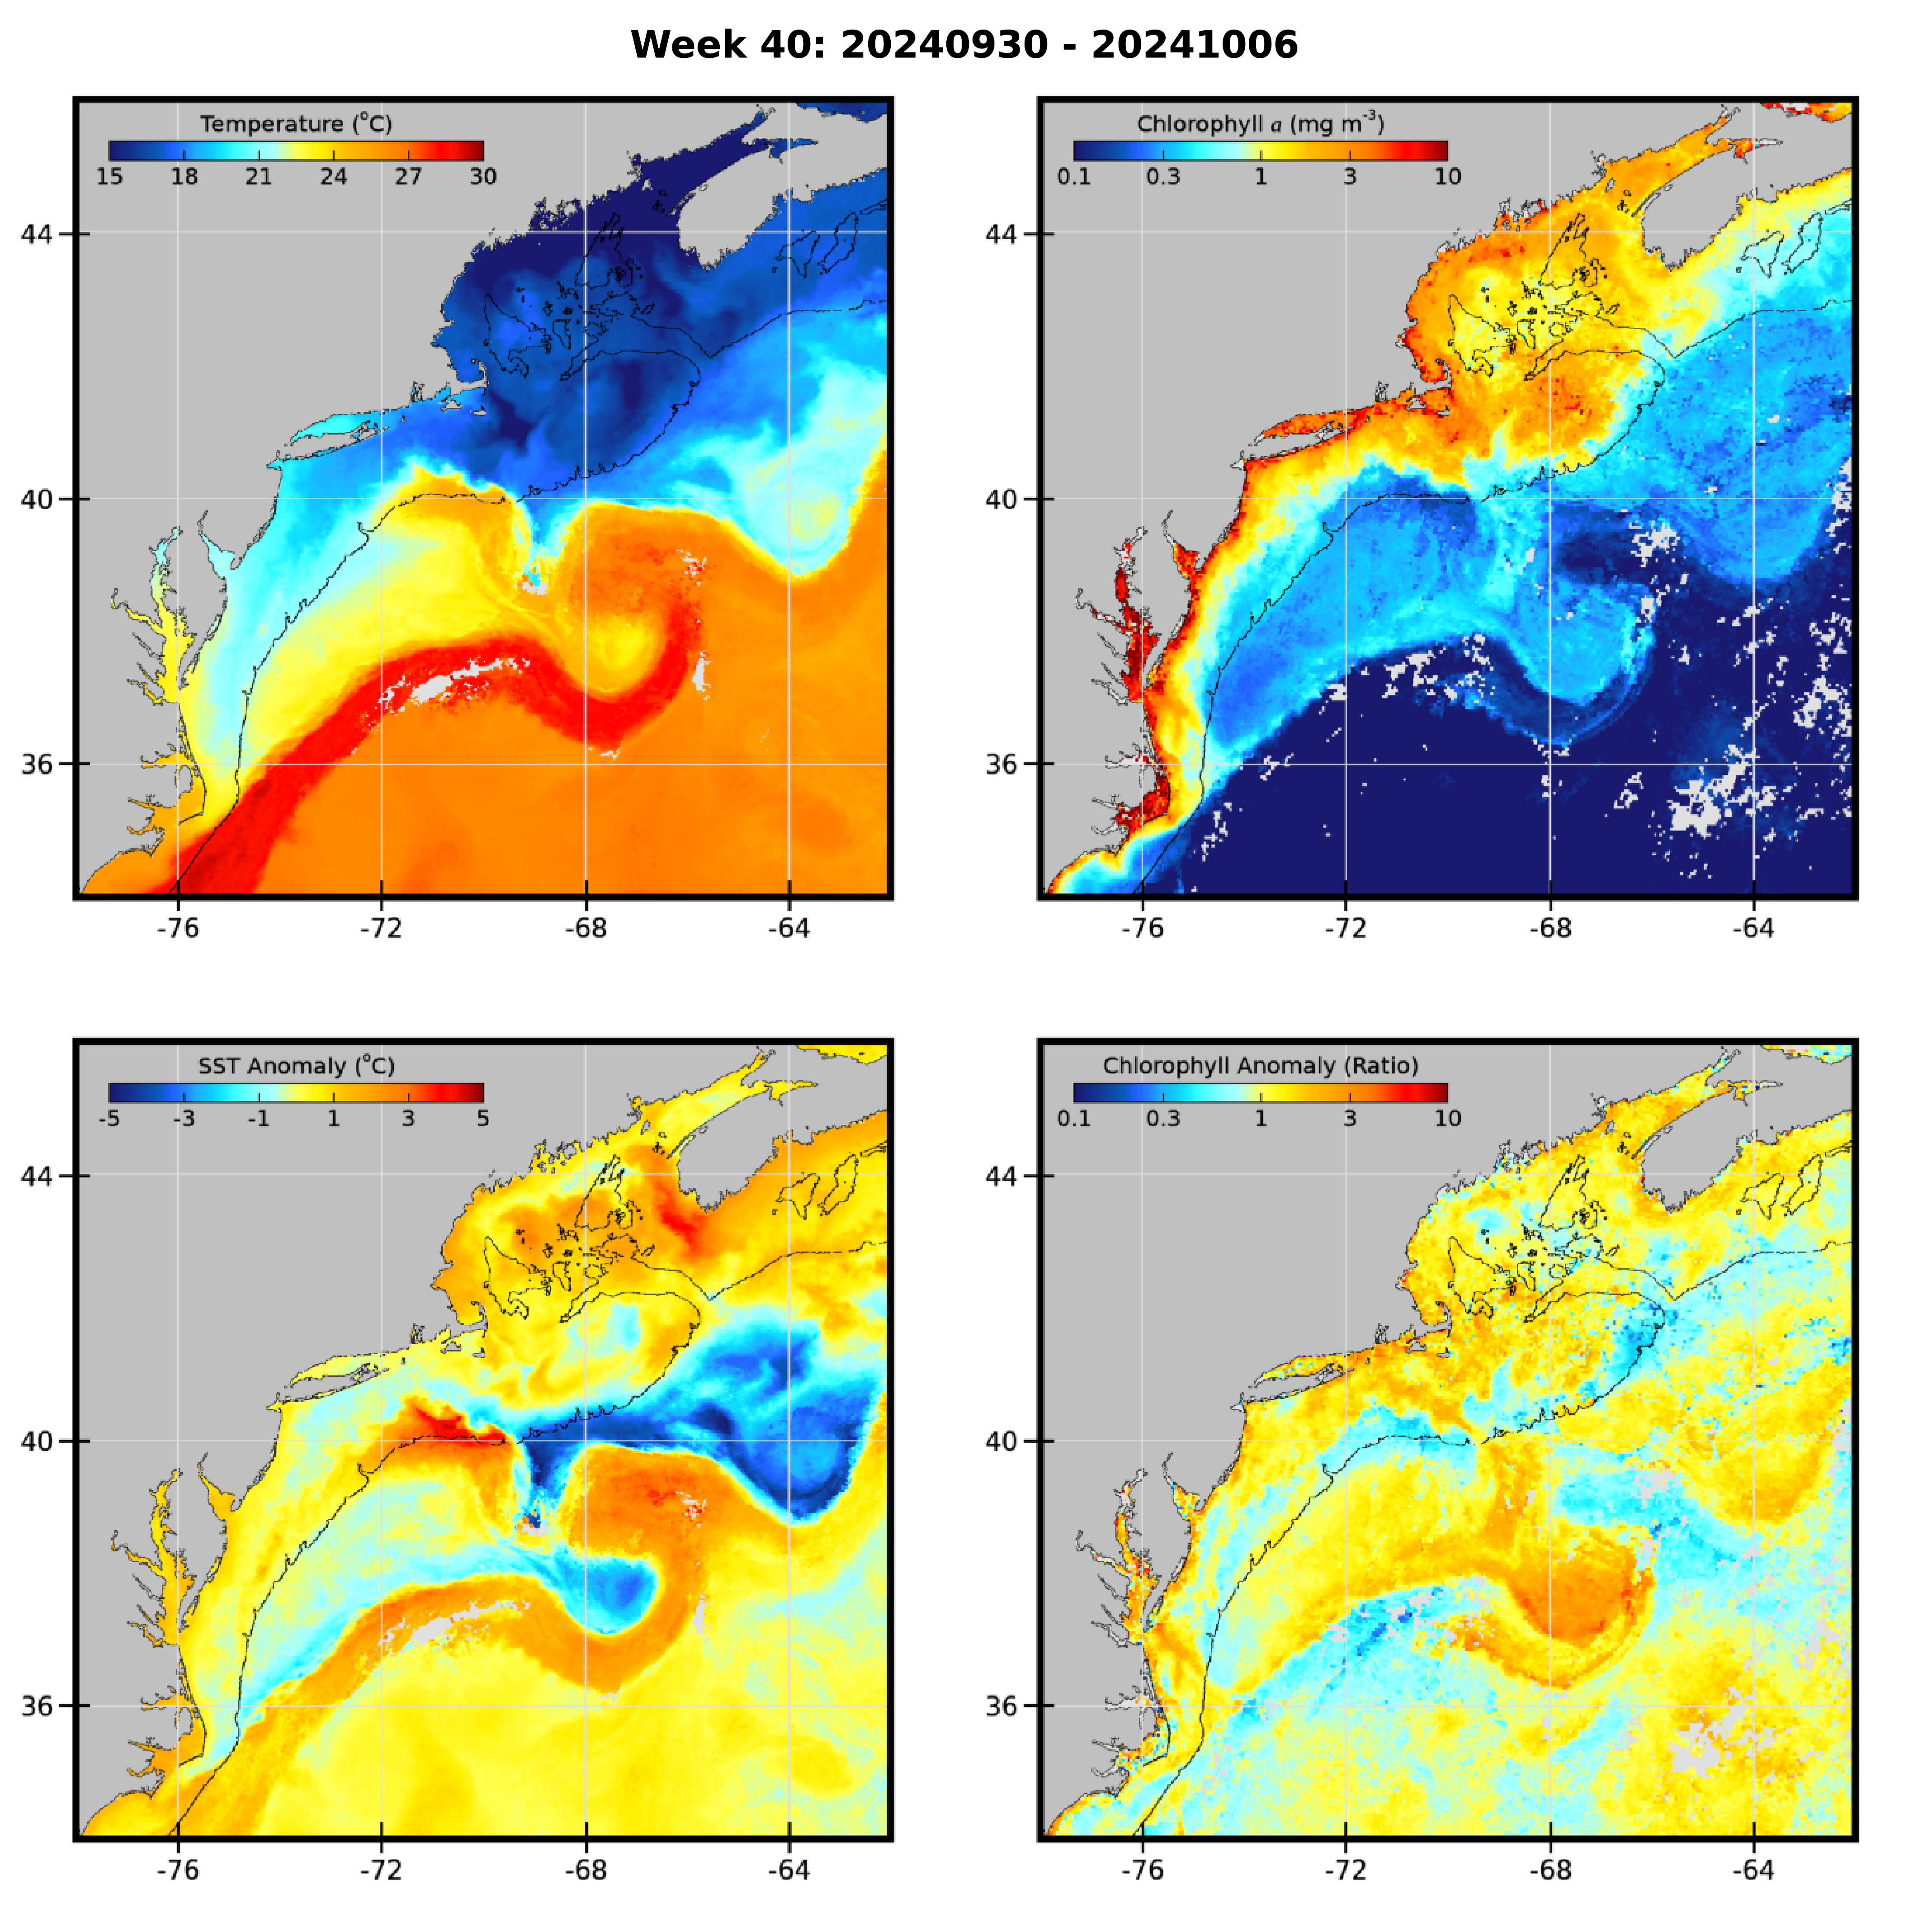 Week 40: 20240930 - 20241006
Temperature (°C)
15 18 21 24 27 30
44
40
36
-76 -72 -68 -64
Chlorophyll a (mg m⁻³)
0.1 0.3 1 3 10
44
40
36
-76 -72 -68 -64
SST Anomaly (°C)
-5 -3 -1 1 3 5
44
40
36
-76 -72 -68 -64
Chlorophyll Anomaly (Ratio)
0.1 0.3 1 3 10
44
40
36
-76 -72 -68 -64